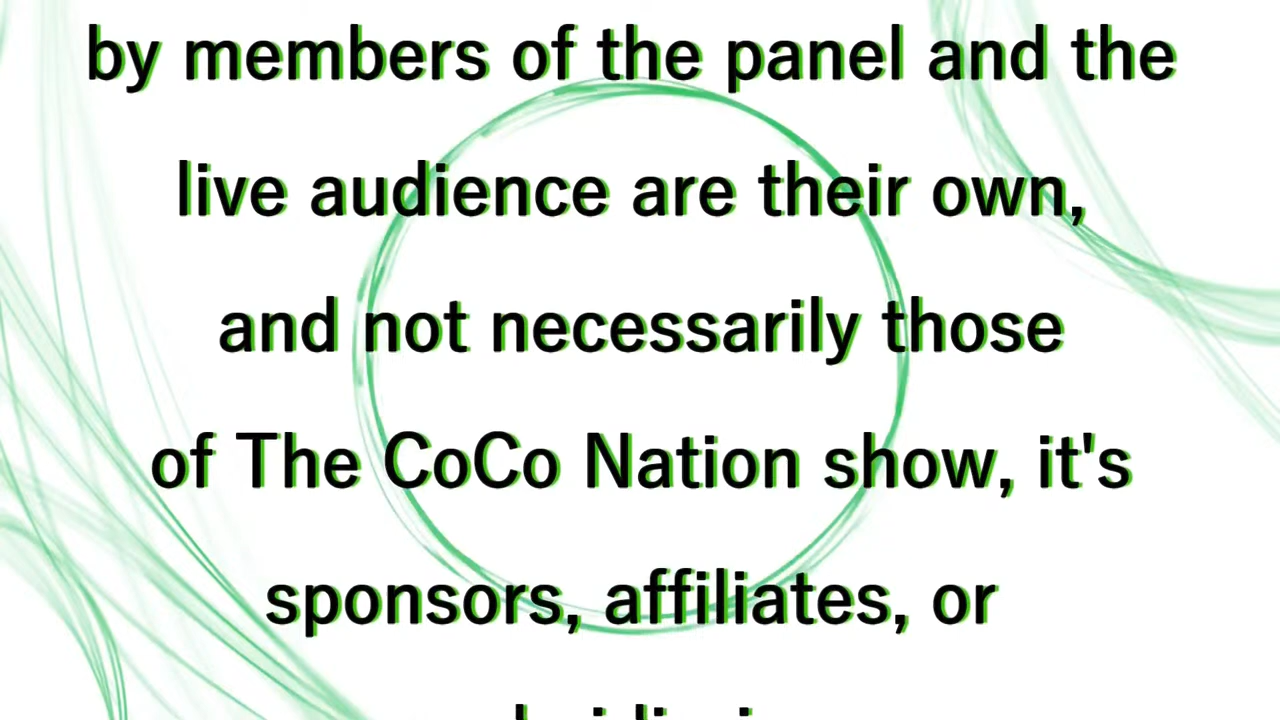 by members of the panel and the
live audience are their own,
and not necessarily those
of The CoCo Nation show, it's
sponsors, affiliates, or